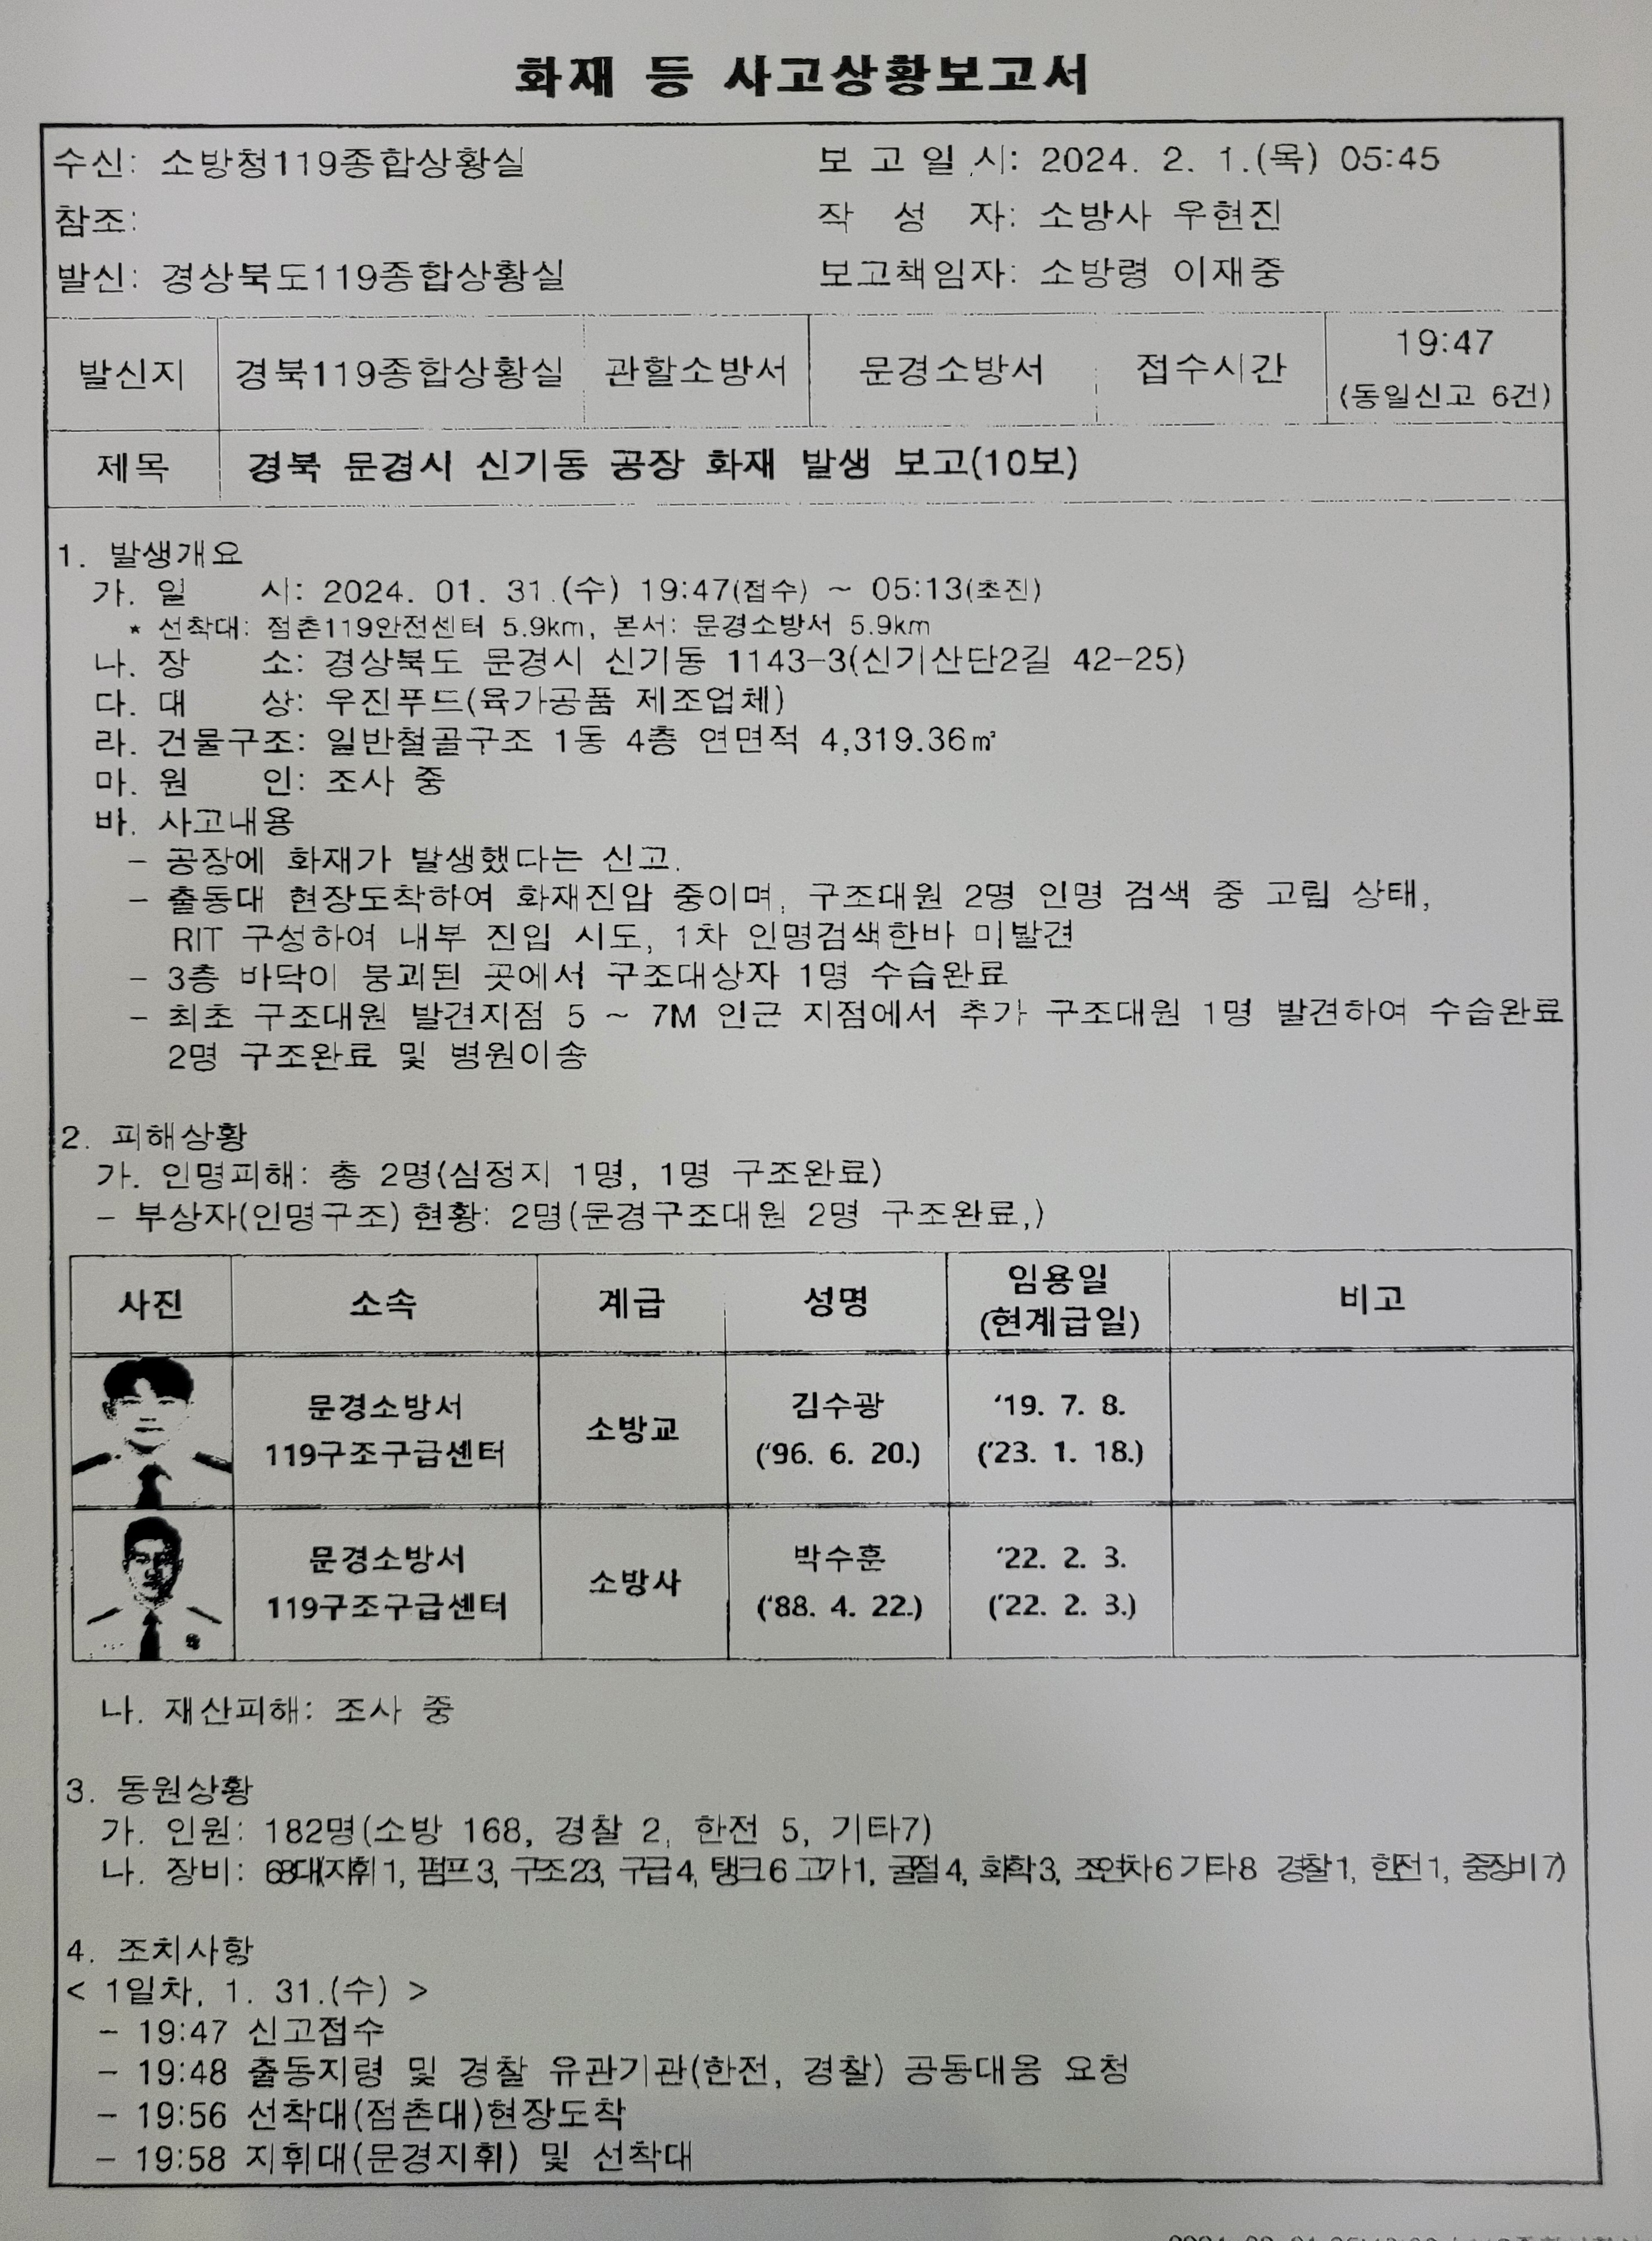 화재 등 사고상황보고서
수신: 소방청119종합상황실 보 고 일 시: 2024. 2. 1.(목) 05:45
참조: 작 성 자: 소방사 우현진
발신: 경상북도119종합상황실 보고책임자: 소방령 이재중
발신지 경북119종합상황실 관할소방서 문경소방서 접수시간 19:47
(동일신고 6건)
제목 경북 문경시 신기동 공장 화재 발생 보고(10보)
1. 발생개요
가. 일 시: 2024. 01. 31.(수) 19:47(접수) ~ 05:13(초진)
* 선착대: 점촌119안전센터 5.9km, 본서: 문경소방서 5.9km
나. 장 소: 경상북도 문경시 신기동 1143-3(신기산단2길 42-25)
다. 대 상: 우진푸드(육가공품 제조업체)
라. 건물구조: 일반철골구조 1동 4층 연면적 4,319.36㎡
마. 원 인: 조사 중
바. 사고내용
- 공장에 화재가 발생했다는 신고.
- 출동대 현장도착하여 화재진압 중이며, 구조대원 2명 인명 검색 중 고립 상태,
RIT 구성하여 내부 진입 시도, 1차 인명검색한바 미발견
- 3층 바닥이 붕괴된 곳에서 구조대상자 1명 수습완료
- 최초 구조대원 발견지점 5 ~ 7M 인근 지점에서 추가 구조대원 1명 발견하여 수습완료
2명 구조완료 및 병원이송
2. 피해상황
가. 인명피해: 총 2명(심정지 1명, 1명 구조완료)
- 부상자(인명구조) 현황: 2명(문경구조대원 2명 구조완료,)
사진 소속 계급 성명 임용일 비고
(현계급일)
문경소방서 소방교 김수광 '19. 7. 8.
119구조구급센터 ('96. 6. 20.) ('23. 1. 18.)
문경소방서 소방사 박수훈 '22. 2. 3.
119구조구급센터 ('88. 4. 22.) ('22. 2. 3.)
나. 재산피해: 조사 중
3. 동원상황
가. 인원: 182명(소방 168, 경찰 2, 한전 5, 기타7)
나. 장비: 68대(지휘1, 펌프3, 구조23, 구급4, 탱크6 고가1, 굴절4, 화학3, 조연차6 기타8 경찰1, 한전1, 중장비7)
4. 조치사항
< 1일차, 1. 31.(수) >
- 19:47 신고접수
- 19:48 출동지령 및 경찰 유관기관(한전, 경찰) 공동대응 요청
- 19:56 선착대(점촌대)현장도착
- 19:58 지휘대(문경지휘) 및 선착대